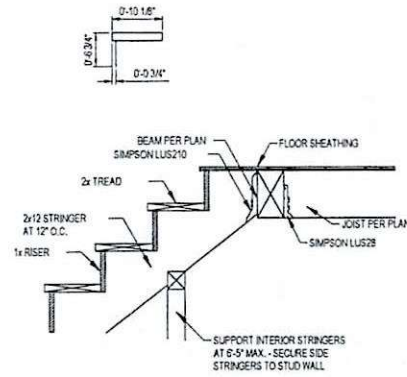 0'-10 1/8"
0'-6 3/4"
0'-0 3/4"
BEAM PER PLAN
SIMPSON LUS210
FLOOR SHEATHING
2x TREAD
2x12 STRINGER
AT 12" O.C.
1x RISER
JOIST PER PLAN
SIMPSON LUS28
SUPPORT INTERIOR STRINGERS
AT 6'-5" MAX. - SECURE SIDE
STRINGERS TO STUD WALL